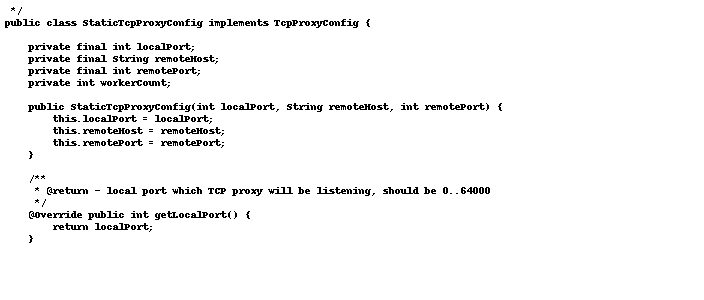 */
public class StaticTcpProxyConfig implements TcpProxyConfig {

    private final int localPort;
    private final String remoteHost;
    private final int remotePort;
    private int workerCount;

    public StaticTcpProxyConfig(int localPort, String remoteHost, int remotePort) {
        this.localPort = localPort;
        this.remoteHost = remoteHost;
        this.remotePort = remotePort;
    }

    /**
     * @return - local port which TCP proxy will be listening, should be 0..64000
     */
    @Override public int getLocalPort() {
        return localPort;
    }